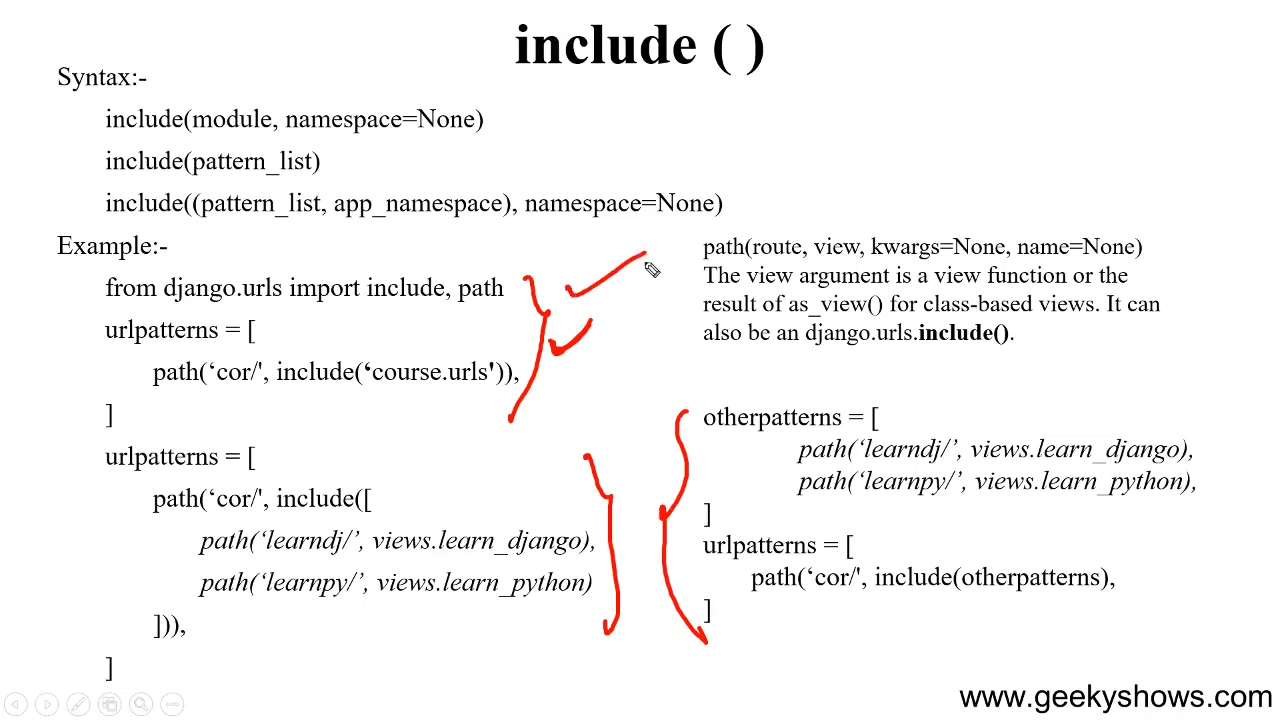 include ( )
Syntax:-
include(module, namespace=None)
include(pattern_list)
include((pattern_list, app_namespace), namespace=None)
Example:-
from django.urls import include, path
urlpatterns = [
path(‘cor/', include(‘course.urls')),
]
urlpatterns = [
path(‘cor/', include([
path(‘learndj/’, views.learn_django),
path(‘learnpy/’, views.learn_python)
])),
]
path(route, view, kwargs=None, name=None)
The view argument is a view function or the
result of as_view() for class-based views. It can
also be an django.urls.include().
otherpatterns = [
path(‘learndj/’, views.learn_django),
path(‘learnpy/’, views.learn_python),
]
urlpatterns = [
path(‘cor/', include(otherpatterns),
]
www.geekyshows.com